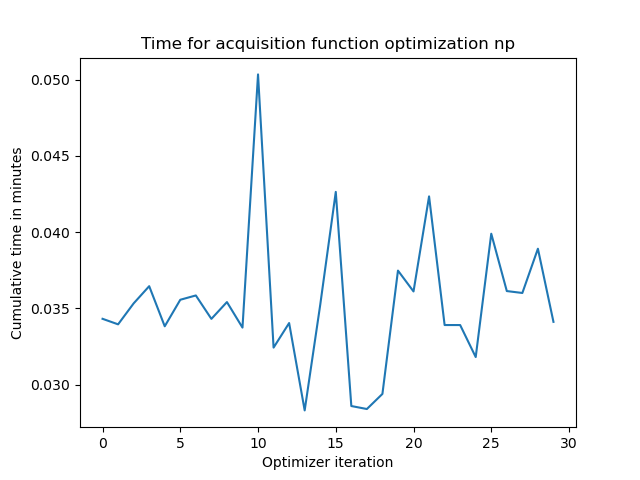 Time for acquisition function optimization np
0.050
0.045
0.040
0.035
0.030
Cumulative time in minutes
0 5 10 15 20 25 30
Optimizer iteration